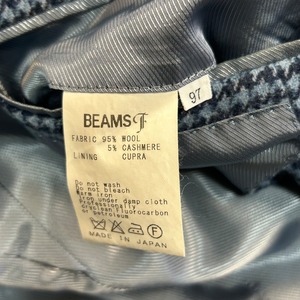 97
BEAMS F
FABRIC 95% WOOL
5% CASHMERE
LINING CUPRA
Do not wash
Do not bleach
Warm iron
Iron under damp cloth
Professionally
dryclean fluorocarbon
or petroleum
MADE IN JAPAN